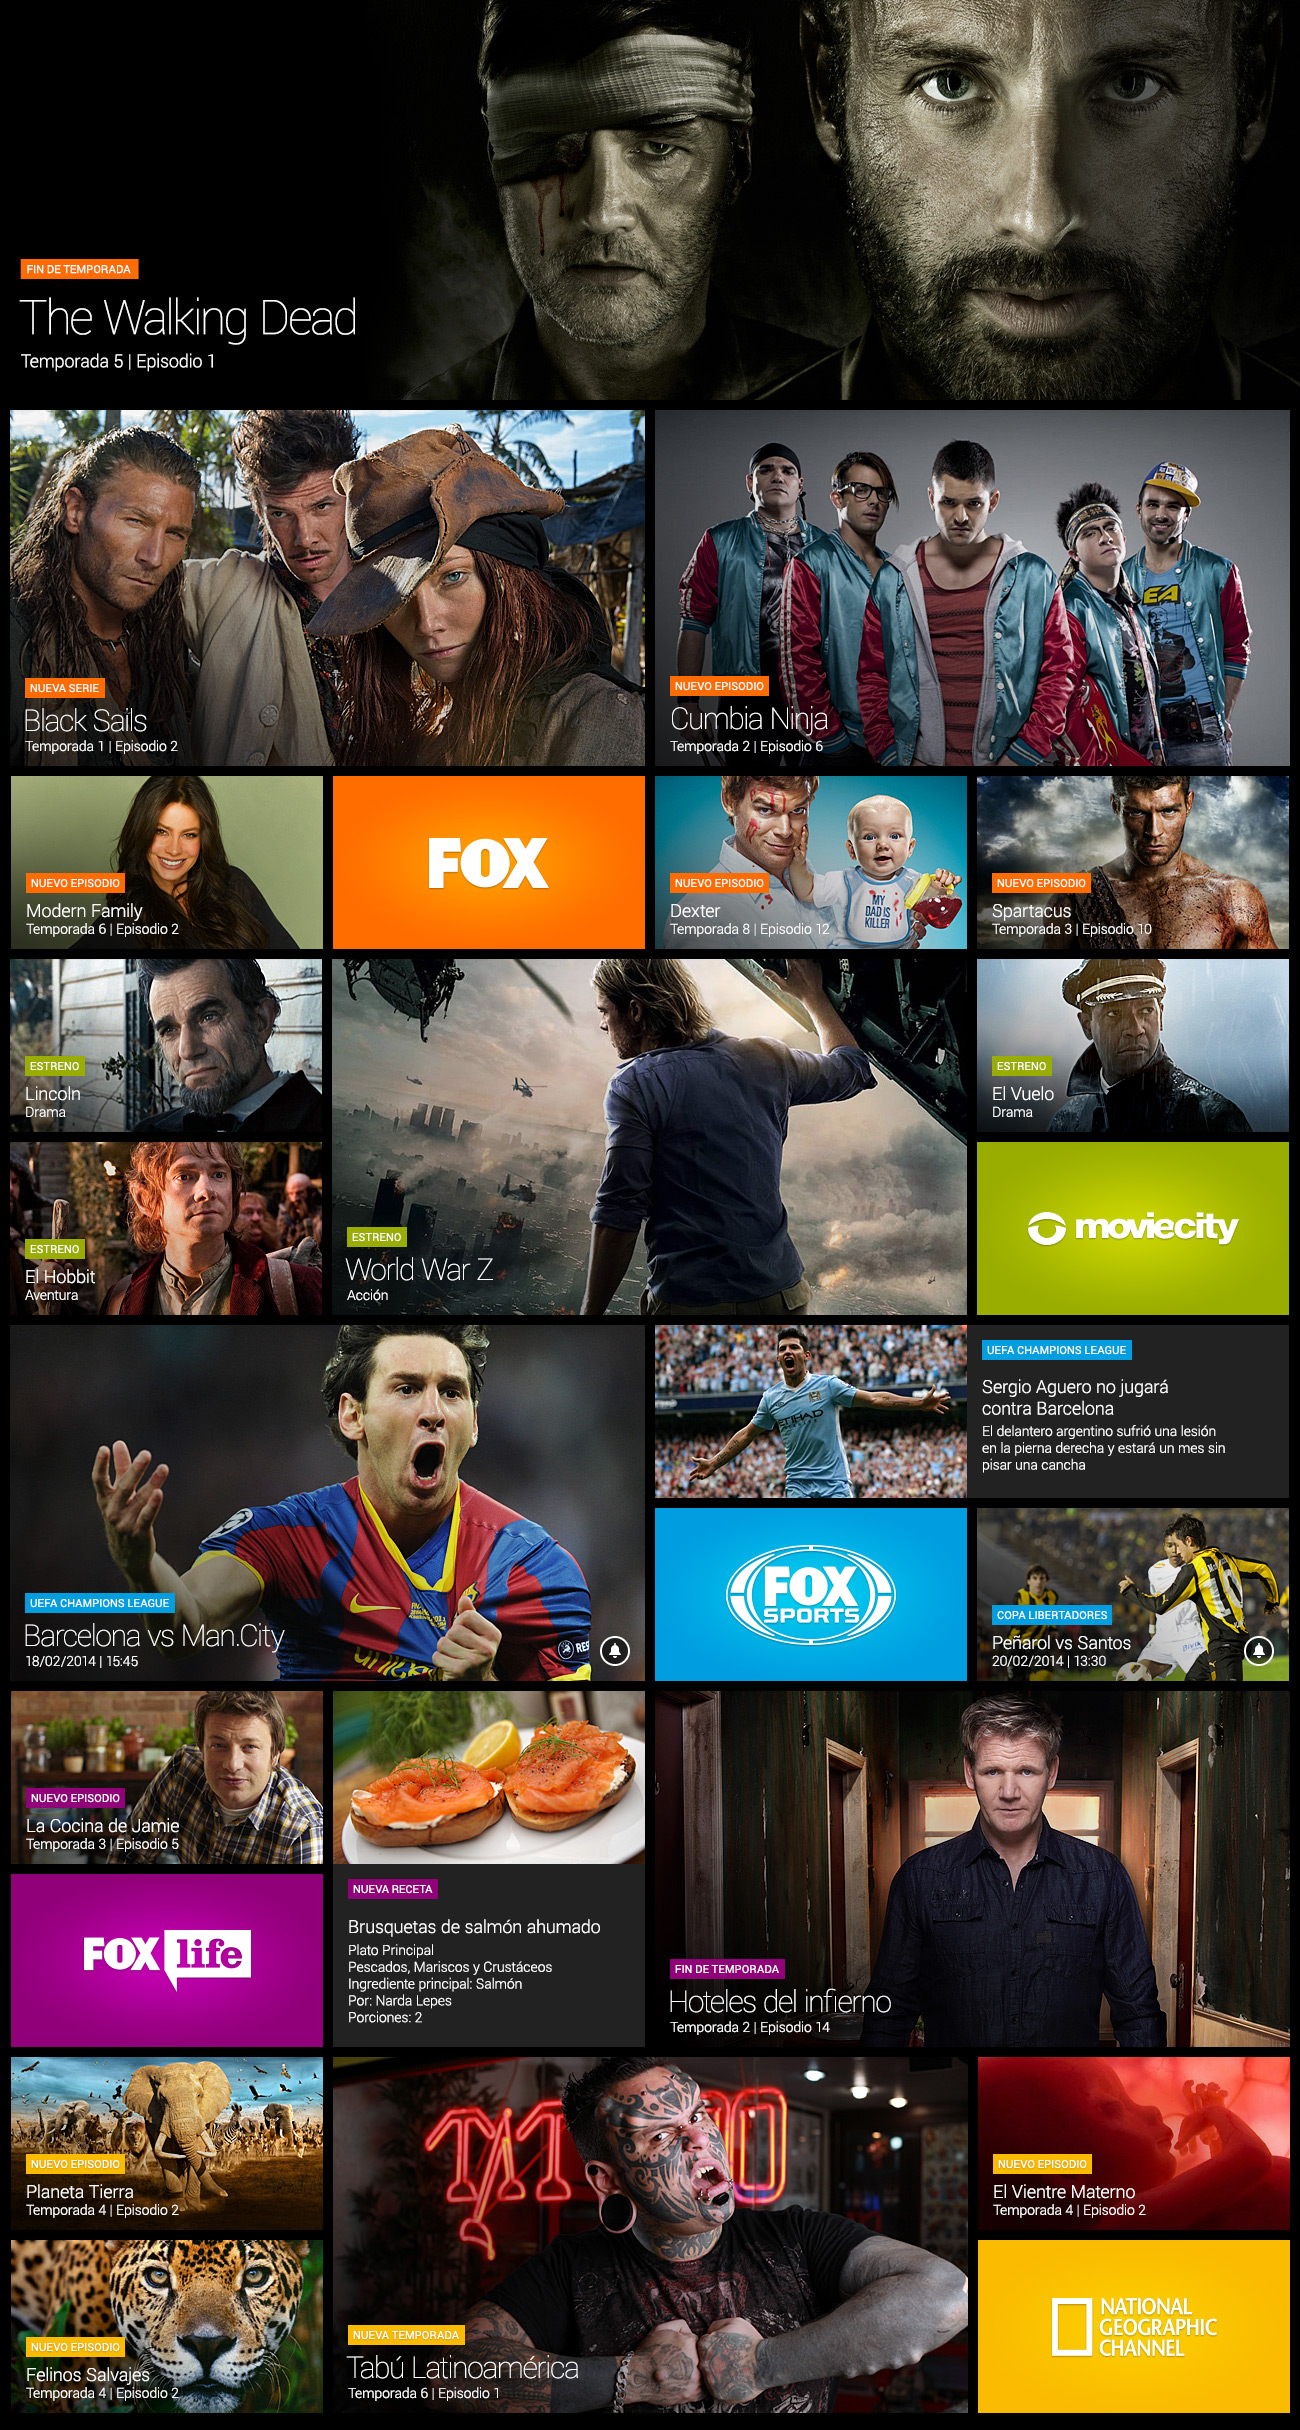 FIN DE TEMPORADA
The Walking Dead
Temporada 5 | Episodio 1
NUEVA SERIE
Black Sails
Temporada 1 | Episodio 2
NUEVO EPISODIO
Cumbia Ninja
Temporada 2 | Episodio 6
NUEVO EPISODIO
Modern Family
Temporada 6 | Episodio 2
FOX
NUEVO EPISODIO
Dexter
Temporada 8 | Episodio 12
MY
DAD IS
KILLER
NUEVO EPISODIO
Spartacus
Temporada 3 | Episodio 10
ESTRENO
Lincoln
Drama
ESTRENO
El Hobbit
Aventura
ESTRENO
World War Z
Acción
ESTRENO
El Vuelo
Drama
moviecity
UEFA CHAMPIONS LEAGUE
Barcelona vs Man.City
18/02/2014 | 15:45
ETIHAD
UEFA CHAMPIONS LEAGUE
Sergio Aguero no jugará
contra Barcelona
El delantero argentino sufrió una lesión
en la pierna derecha y estará un mes sin
pisar una cancha
FOX
SPORTS
COPA LIBERTADORES
Peñarol vs Santos
20/02/2014 | 13:30
10
NUEVO EPISODIO
La Cocina de Jamie
Temporada 3 | Episodio 5
FOX life
NUEVA RECETA
Brusquetas de salmón ahumado
Plato Principal
Pescados, Mariscos y Crustáceos
Ingrediente principal: Salmón
Por: Narda Lepes
Porciones: 2
FIN DE TEMPORADA
Hoteles del infierno
Temporada 2 | Episodio 14
NUEVO EPISODIO
Planeta Tierra
Temporada 4 | Episodio 2
NUEVO EPISODIO
Felinos Salvajes
Temporada 4 | Episodio 2
NUEVA TEMPORADA
Tabú Latinoamérica
Temporada 6 | Episodio 1
NUEVO EPISODIO
El Vientre Materno
Temporada 4 | Episodio 2
NATIONAL
GEOGRAPHIC
CHANNEL